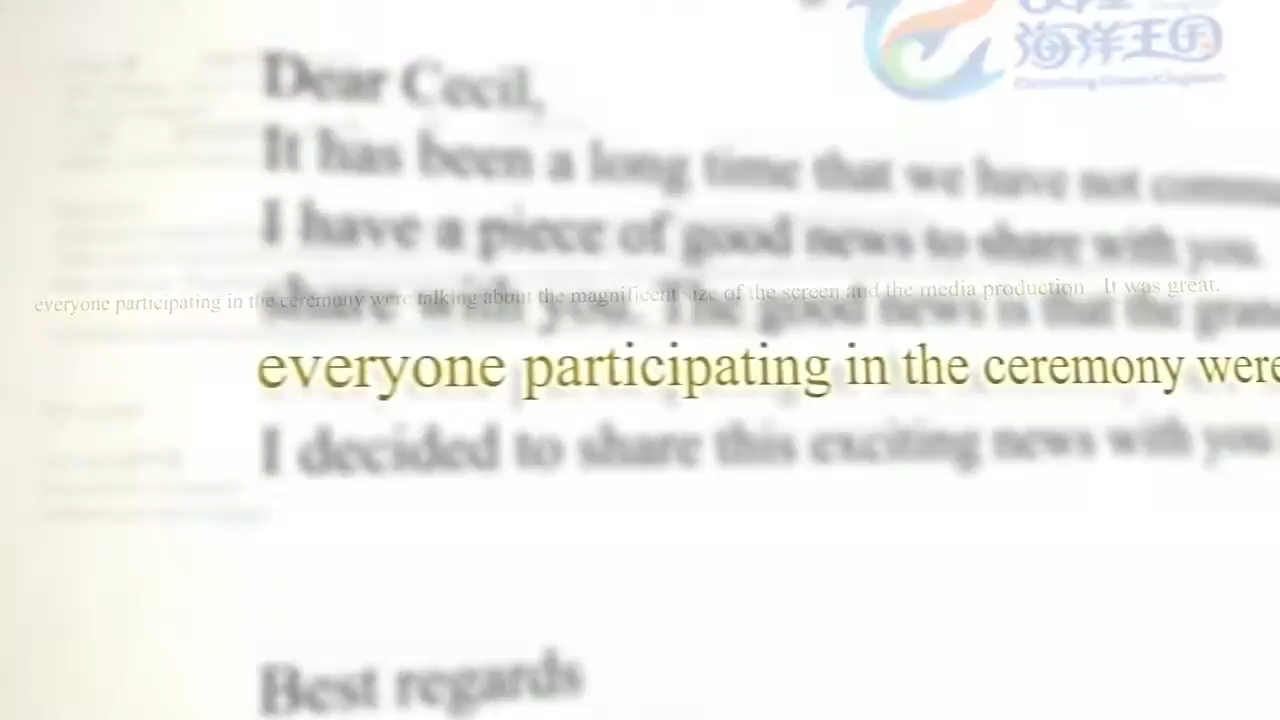 海洋王国
Dear Cecil,
It has been a long time that we have not
I have a piece of good news to share with you.
everyone participating in the ceremony were talking about the magnificent size of the screen and the media production It was great.
share with you. The good news is that the
everyone participating in the ceremony were
I decided to share this exciting news with you
Best regards